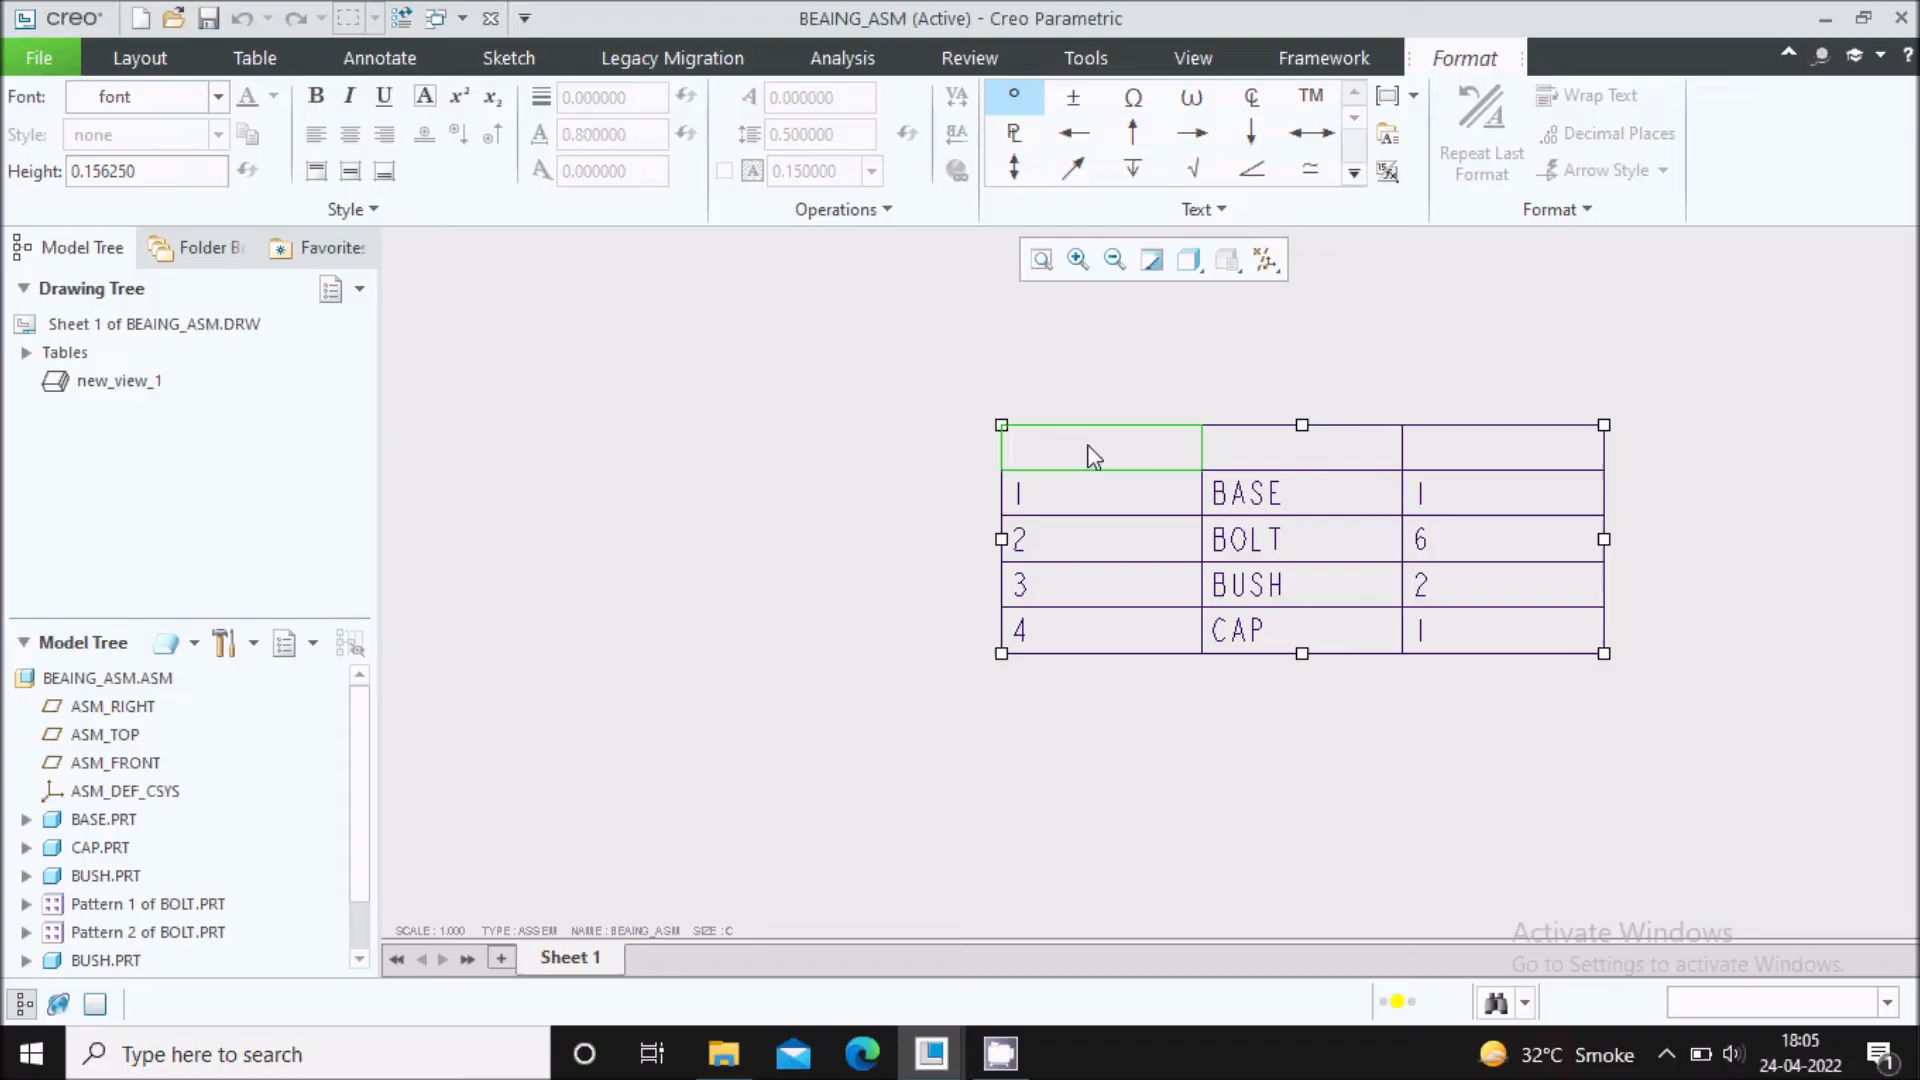 creo
BEAING_ASM (Active) - Creo Parametric
File Layout Table Annotate Sketch Legacy Migration Analysis Review Tools View Framework Format
Font: font
B I U A x² x₂
0.000000
0.000000
° ± Ω ω ℄ TM
Wrap Text
Style: none
0.800000
0.500000
Decimal Places
Height: 0.156250
0.000000
0.150000
Repeat Last Format
Arrow Style
Style Operations Text Format
Model Tree Folder B Favorites
Drawing Tree
Sheet 1 of BEAING_ASM.DRW
Tables
new_view_1
1 BASE 1
2 BOLT 6
3 BUSH 2
4 CAP 1
Model Tree
BEAING_ASM.ASM
ASM_RIGHT
ASM_TOP
ASM_FRONT
ASM_DEF_CSYS
BASE.PRT
CAP.PRT
BUSH.PRT
Pattern 1 of BOLT.PRT
Pattern 2 of BOLT.PRT
BUSH.PRT
SCALE : 1.000 TYPE : ASSEM NAME : BEAING_ASM SIZE : C
Sheet 1
Activate Windows
Go to Settings to activate Windows.
Type here to search
32°C Smoke
18:05
24-04-2022
1